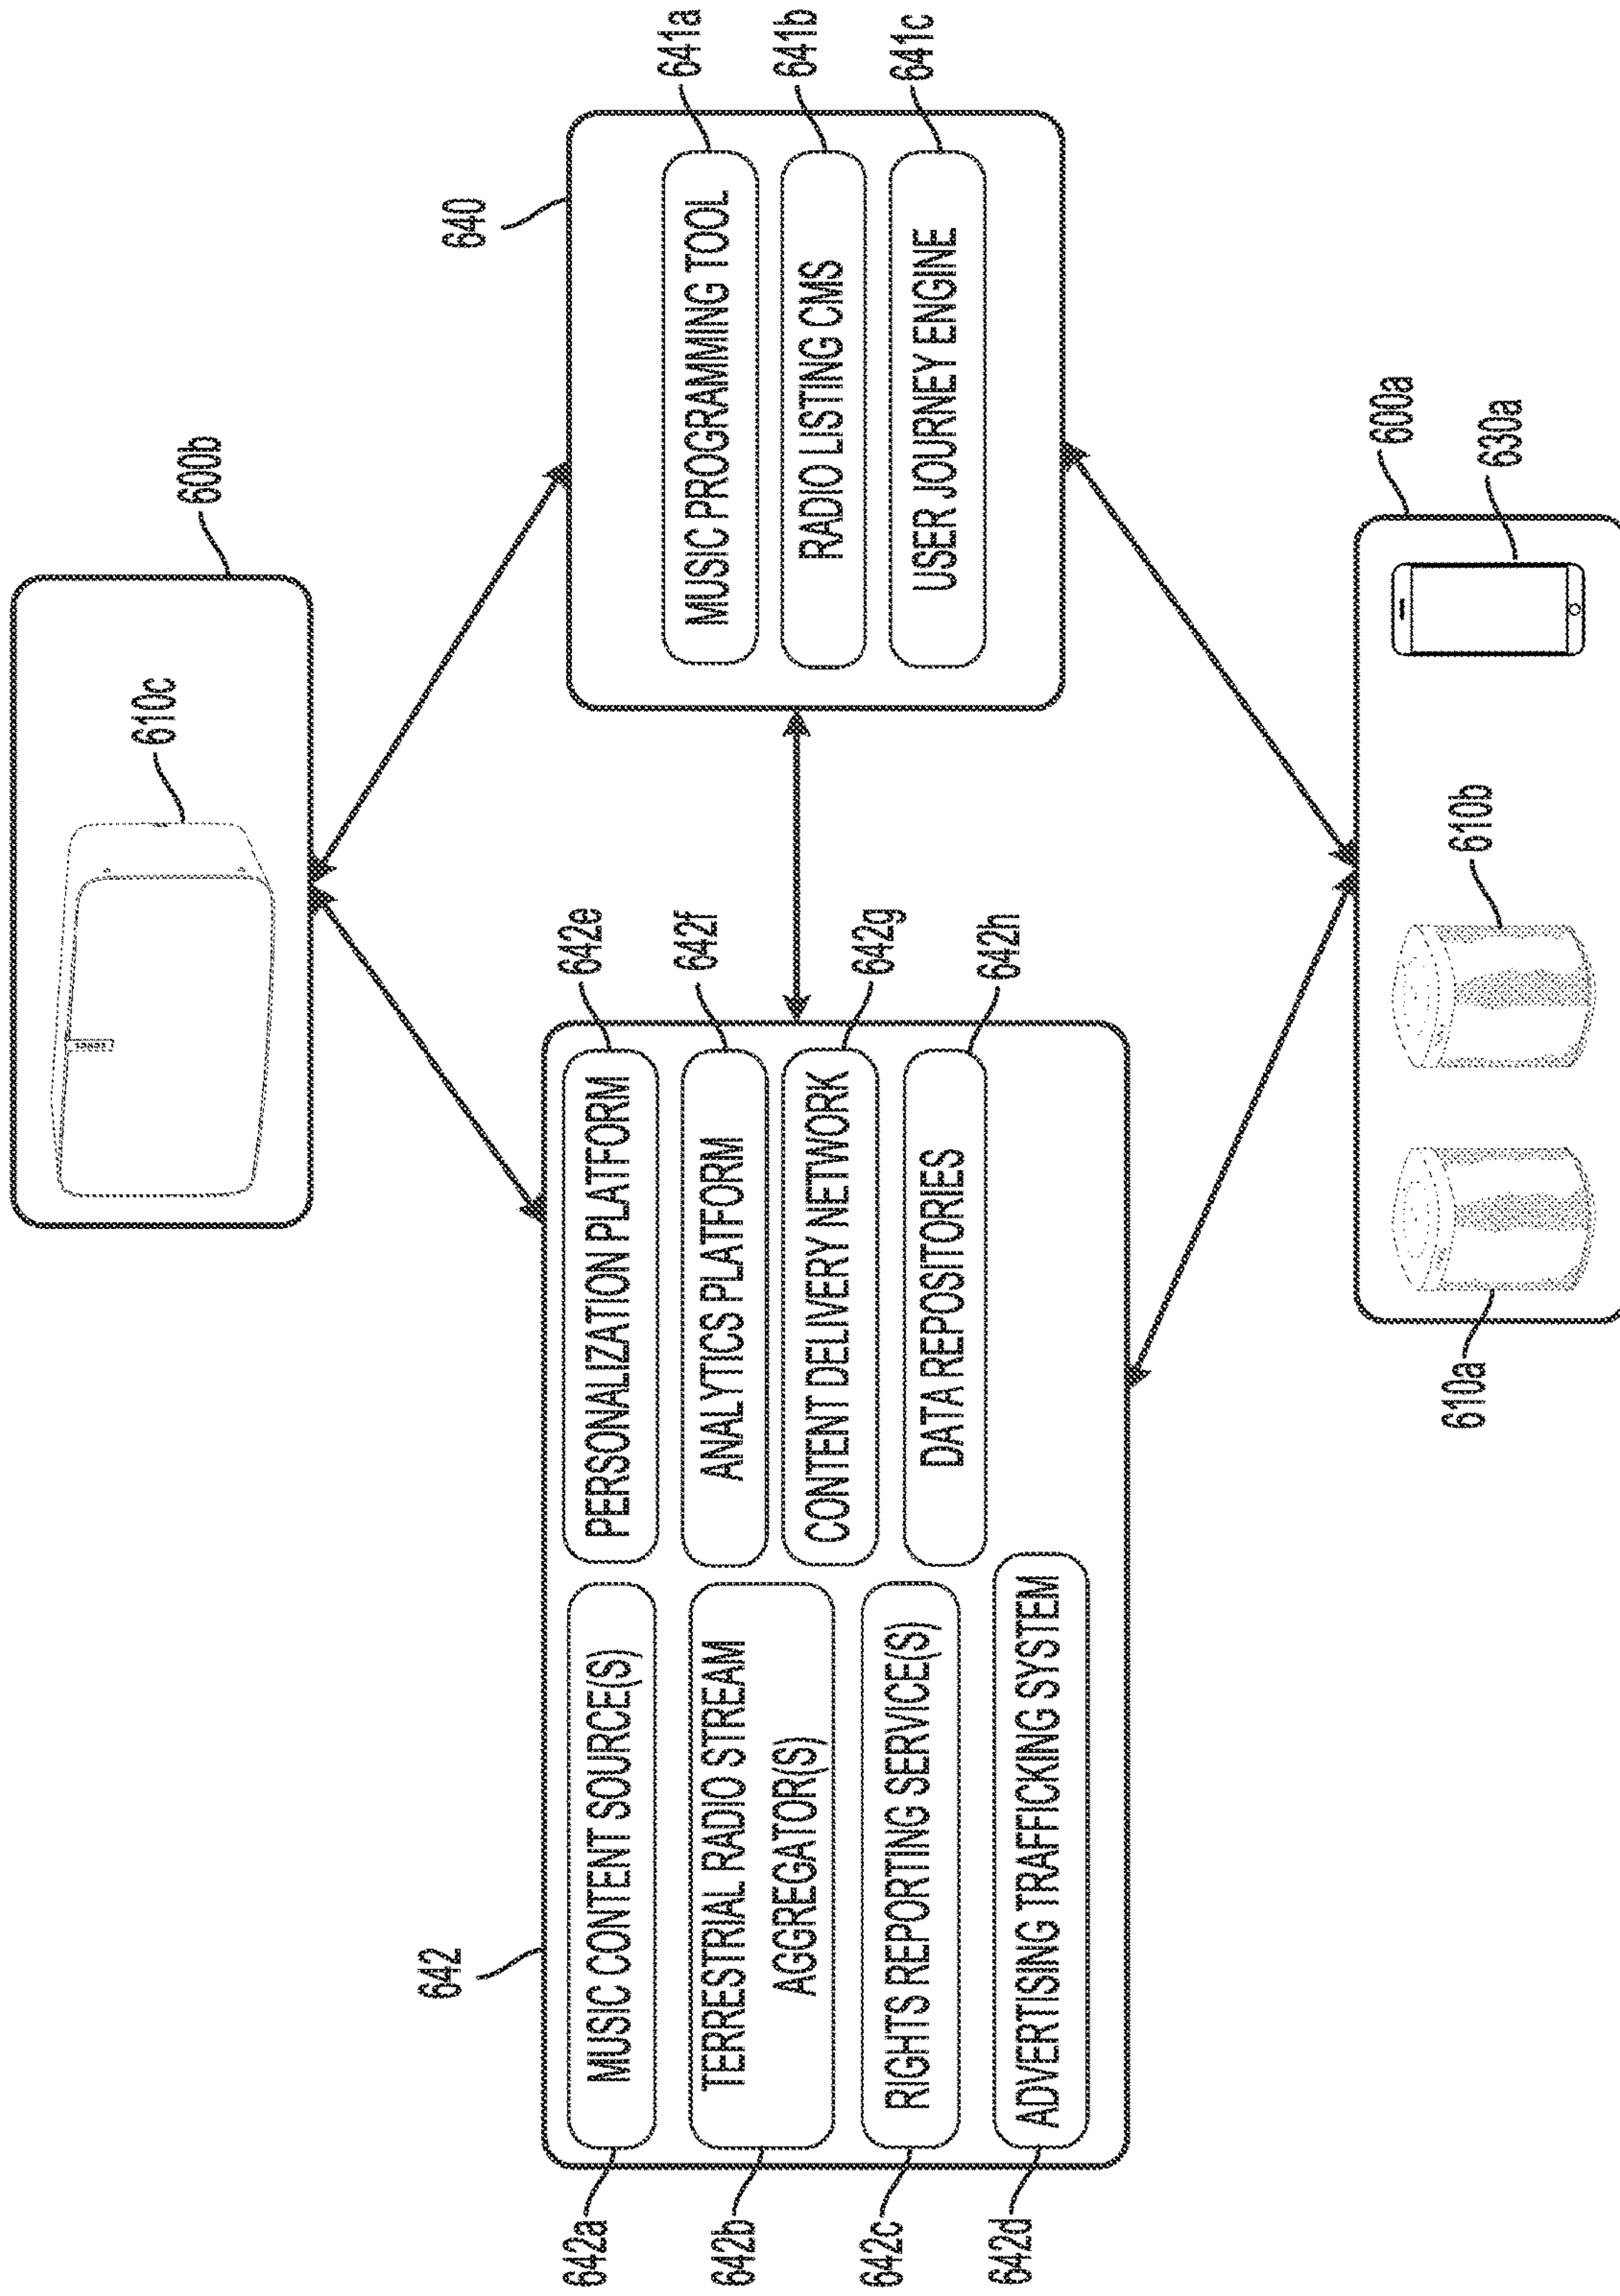 600b
610c
640
MUSIC PROGRAMMING TOOL
641a
RADIO LISTING CMS
641b
USER JOURNEY ENGINE
641c
642
642a
MUSIC CONTENT SOURCE(S)
642b
TERRESTRIAL RADIO STREAM
AGGREGATOR(S)
642c
RIGHTS REPORTING SERVICE(S)
642d
ADVERTISING TRAFFICKING SYSTEM
PERSONALIZATION PLATFORM
642e
ANALYTICS PLATFORM
642f
CONTENT DELIVERY NETWORK
642g
DATA REPOSITORIES
642h
600a
630a
610b
610a